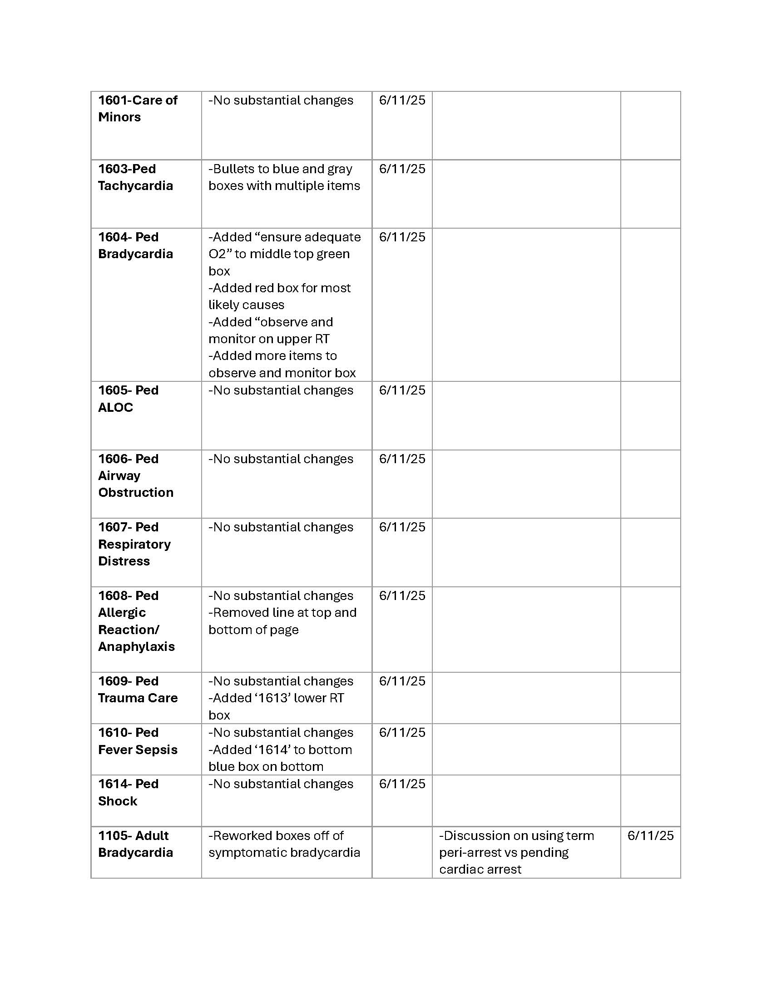 1601-Care of
Minors
-No substantial changes
6/11/25
1603-Ped
Tachycardia
-Bullets to blue and gray
boxes with multiple items
6/11/25
1604- Ped
Bradycardia
-Added “ensure adequate
O2” to middle top green
box
-Added red box for most
likely causes
-Added “observe and
monitor on upper RT
-Added more items to
observe and monitor box
6/11/25
1605- Ped
ALOC
-No substantial changes
6/11/25
1606- Ped
Airway
Obstruction
-No substantial changes
6/11/25
1607- Ped
Respiratory
Distress
-No substantial changes
6/11/25
1608- Ped
Allergic
Reaction/
Anaphylaxis
-No substantial changes
-Removed line at top and
bottom of page
6/11/25
1609- Ped
Trauma Care
-No substantial changes
-Added ‘1613’ lower RT
box
6/11/25
1610- Ped
Fever Sepsis
-No substantial changes
-Added ‘1614’ to bottom
blue box on bottom
6/11/25
1614- Ped
Shock
-No substantial changes
6/11/25
1105- Adult
Bradycardia
-Reworked boxes off of
symptomatic bradycardia
-Discussion on using term
peri-arrest vs pending
cardiac arrest
6/11/25